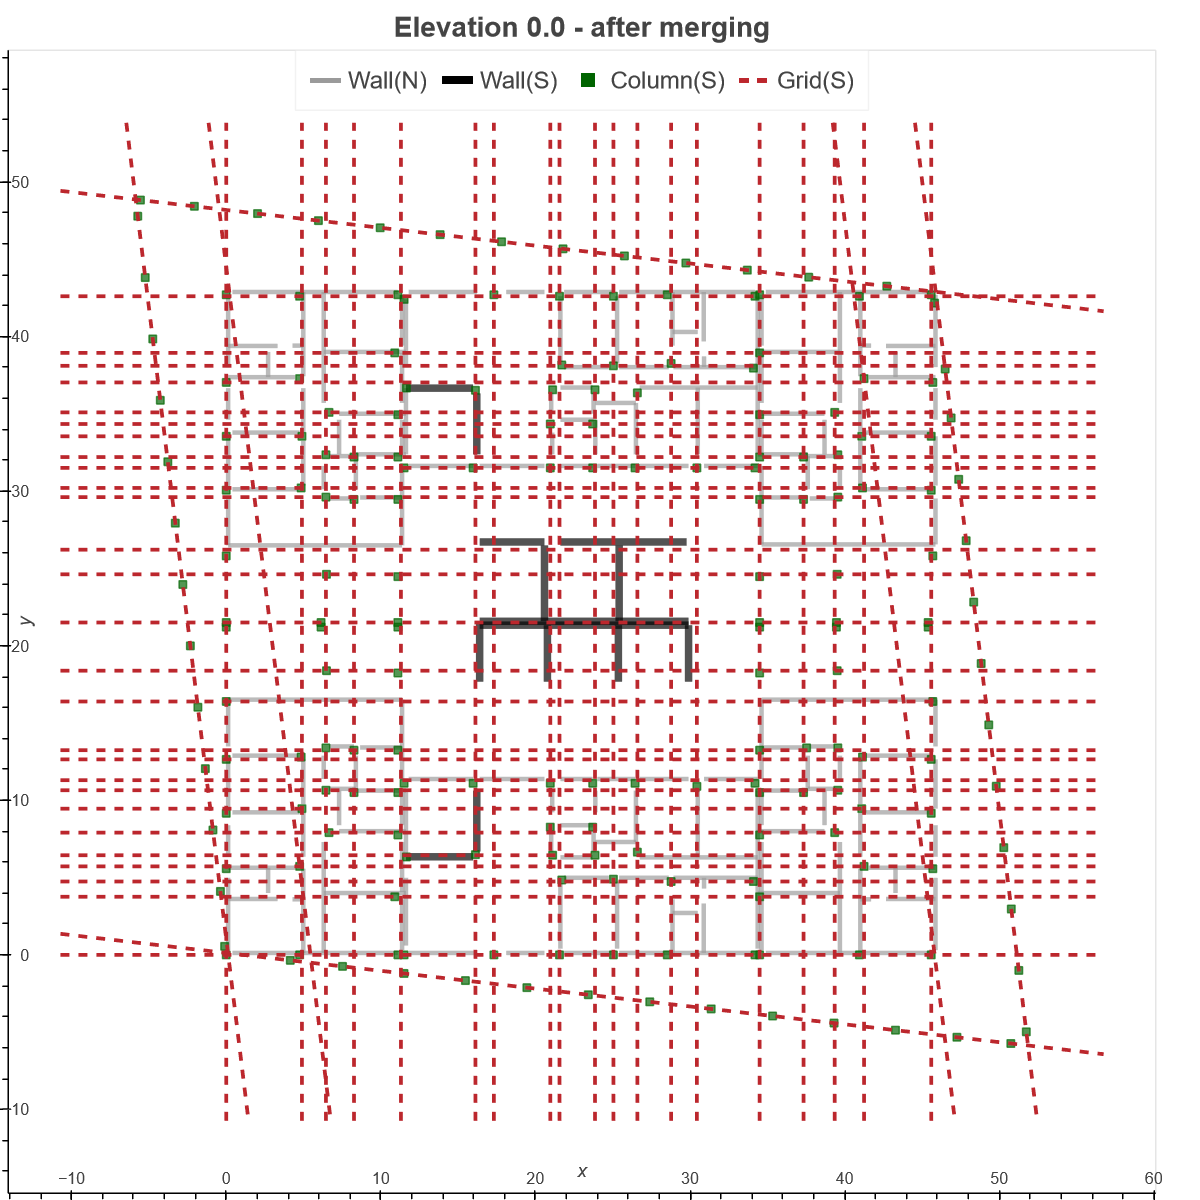 Elevation 0.0 - after merging
Wall(N) Wall(S) Column(S) Grid(S)
50
40
30
20
10
0
10
y
−10 0 10 20 30 40 50 60
x